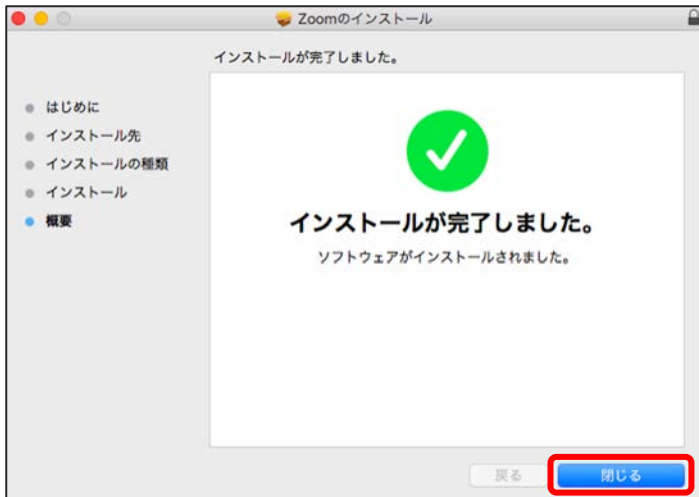 Zoomのインストール
インストールが完了しました。
はじめに
インストール先
インストールの種類
インストール
概要
インストールが完了しました。
ソフトウェアがインストールされました。
戻る
閉じる